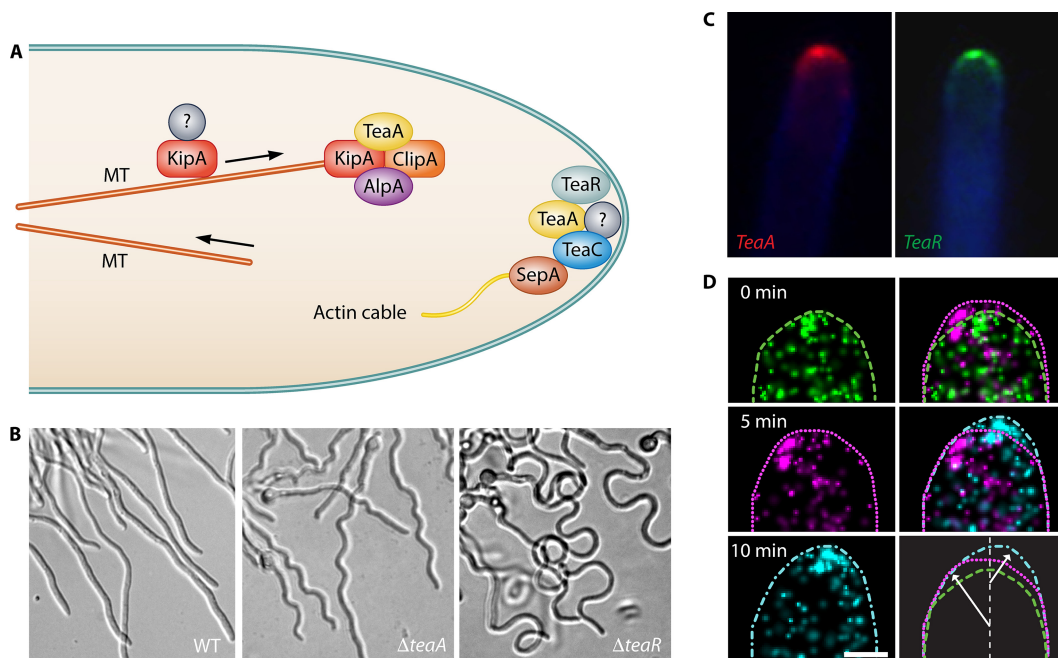 A
?
KipA
MT
MT
TeaA
KipA
ClipA
AlpA
TeaR
TeaA
?
TeaC
SepA
Actin cable
B
WT
ΔteaA
ΔteaR
C
TeaA
TeaR
D
0 min
5 min
10 min